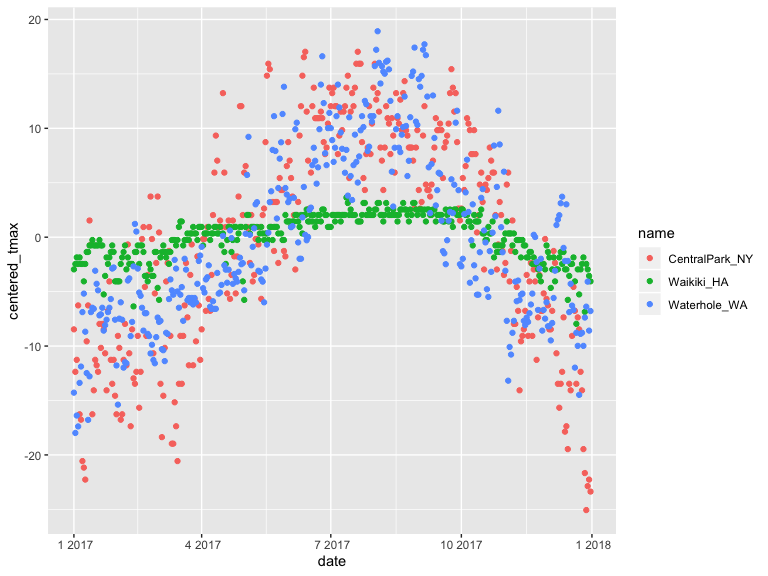 20
10
0
-10
-20
centered_tmax
1 2017
4 2017
7 2017
10 2017
1 2018
date
name
CentralPark_NY
Waikiki_HA
Waterhole_WA